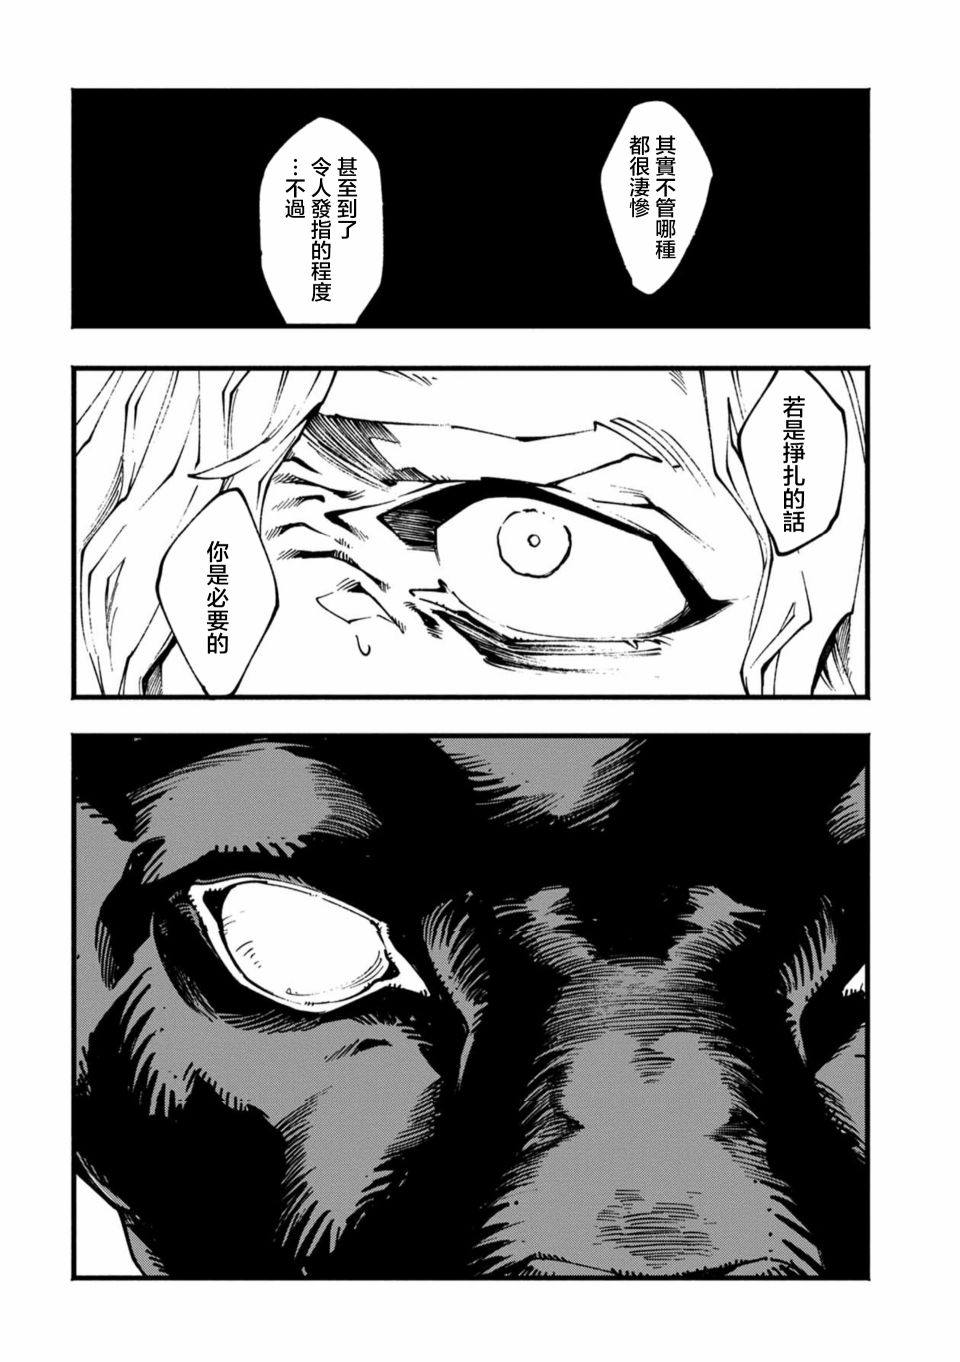 其實不管哪種
都很淒慘
甚至到了
令人發指的程度
…不過
若是掙扎的話
你是必要的